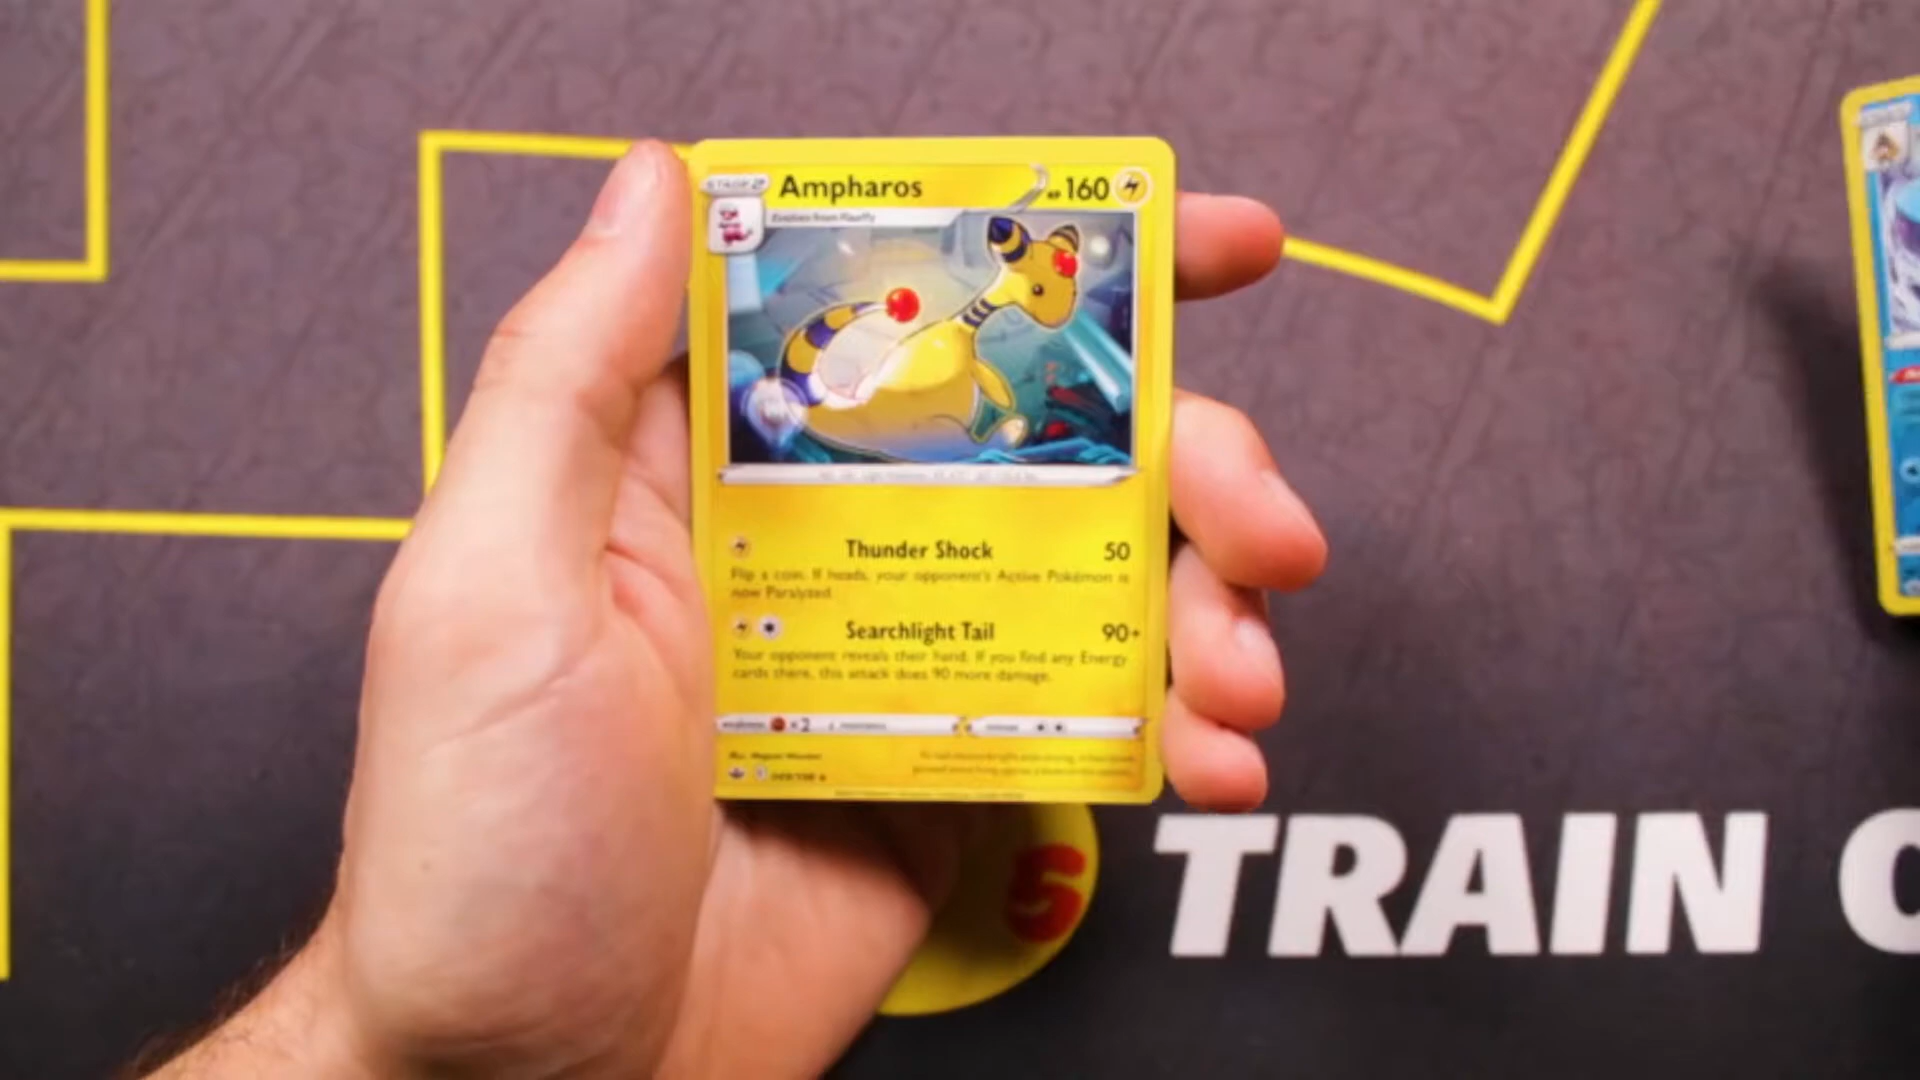 STAGE 2 Ampharos HP 160
Evolves from Flaaffy
Thunder Shock 50
Flip a coin. If heads, your opponent's Active Pokémon is
now Paralyzed.
Searchlight Tail 90+
Your opponent reveals their hand. If you find any Energy
cards there, this attack does 90 more damage.
weakness ×2 resistance
S
TRAIN